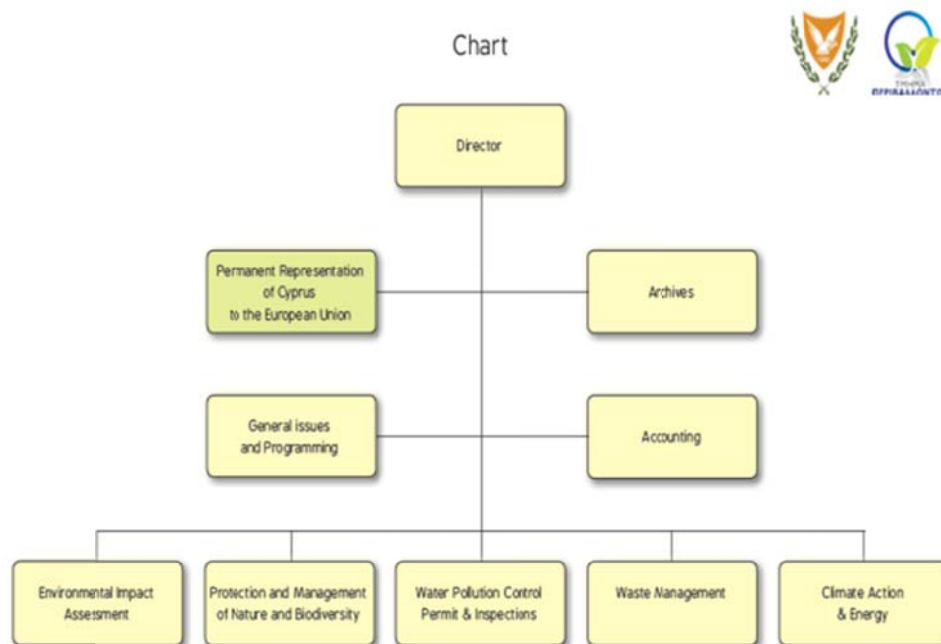 Chart
Director
Permanent Representation
of Cyprus
to the European Union
Archives
General issues
and Programming
Accounting
Environmental Impact
Assessment
Protection and Management
of Nature and Biodiversity
Water Pollution Control
Permit & Inspections
Waste Management
Climate Action
& Energy